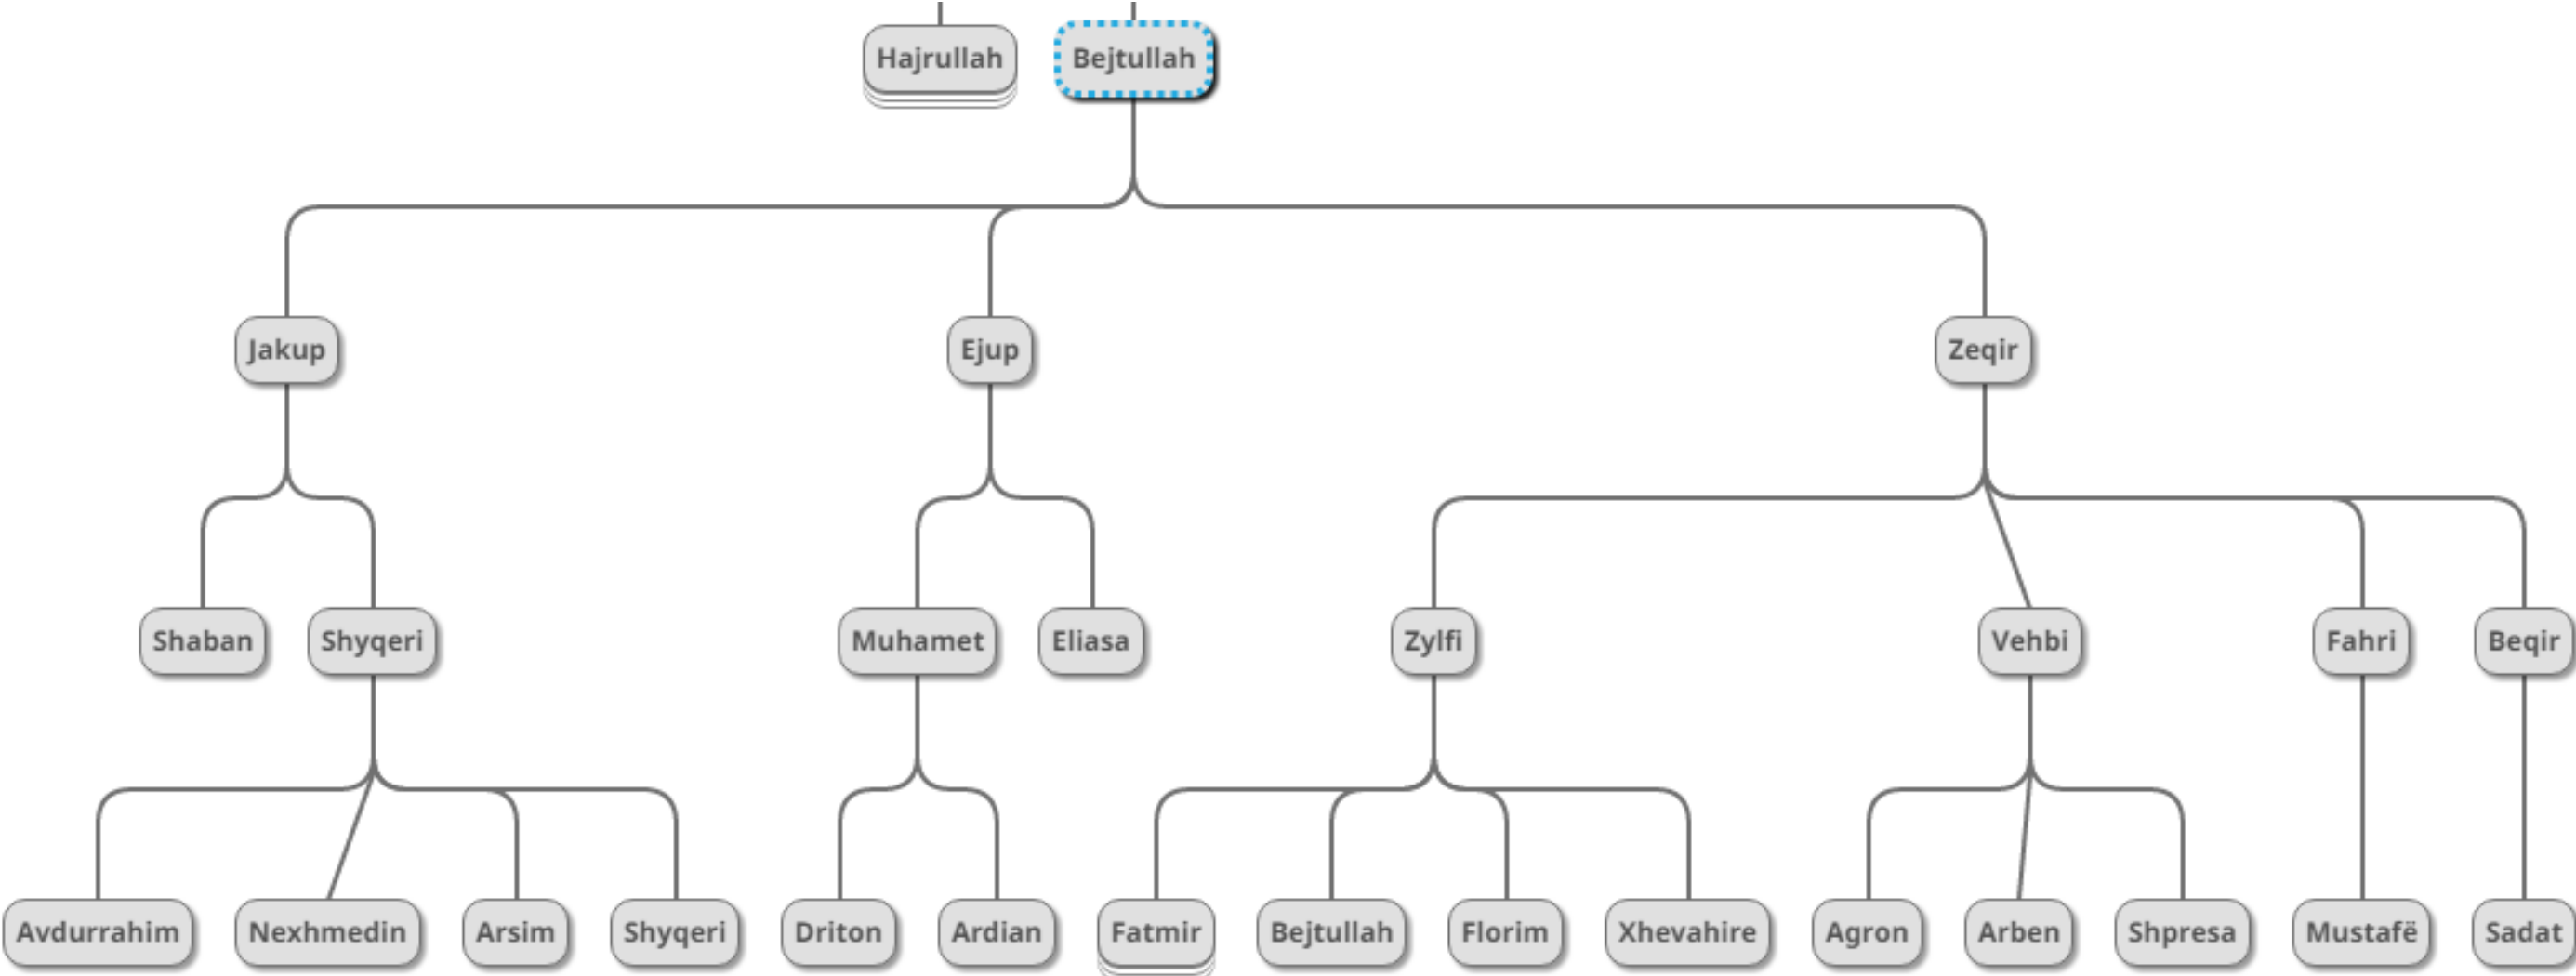 Hajrullah
Bejtullah
Jakup
Ejup
Zeqir
Shaban
Shyqeri
Muhamet
Eliasa
Zylfi
Vehbi
Fahri
Beqir
Avdurrahim
Nexhmedin
Arsim
Shyqeri
Driton
Ardian
Fatmir
Bejtullah
Florim
Xhevahire
Agron
Arben
Shpresa
Mustafë
Sadat